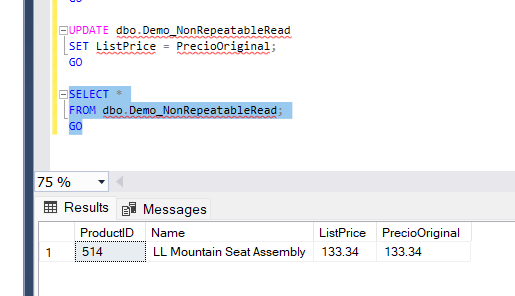 UPDATE dbo.Demo_NonRepeatableRead
SET ListPrice = PrecioOriginal;
GO
SELECT *
FROM dbo.Demo_NonRepeatableRead;
GO
75 %
Results Messages
ProductID Name ListPrice PrecioOriginal
1 514 LL Mountain Seat Assembly 133.34 133.34